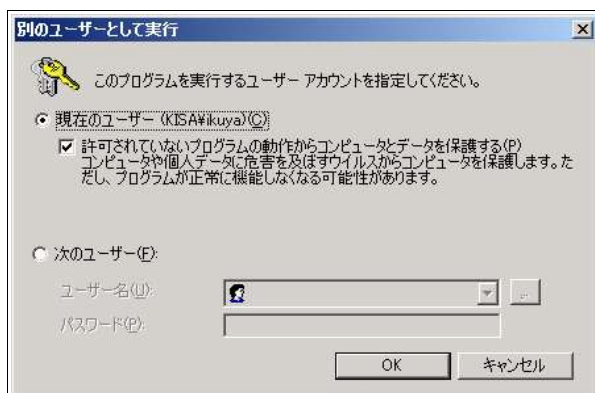 別のユーザーとして実行
このプログラムを実行するユーザー アカウントを指定してください。
現在のユーザー (KISA¥ikuya)(C)
許可されていないプログラムの動作からコンピュータとデータを保護する(P)
コンピュータや個人データに危害を及ぼすウイルスからコンピュータを保護します。た
だし、プログラムが正常に機能しなくなる可能性があります。
次のユーザー(F):
ユーザー名(U):
...
パスワード(P):
OK
キャンセル